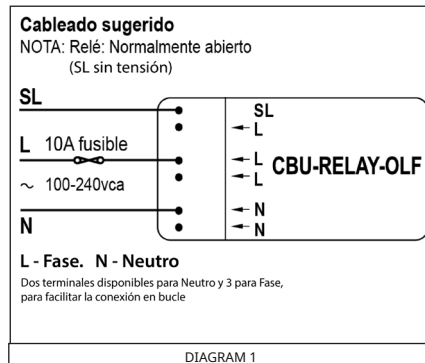 Cableado sugerido
NOTA: Relé: Normalmente abierto
(SL sin tensión)
SL
SL
L
L 10A fusible
L
L
CBU-RELAY-OLF
~ 100-240vca
N
N
N
L - Fase. N - Neutro
Dos terminales disponibles para Neutro y 3 para Fase,
para facilitar la conexión en bucle
DIAGRAM 1